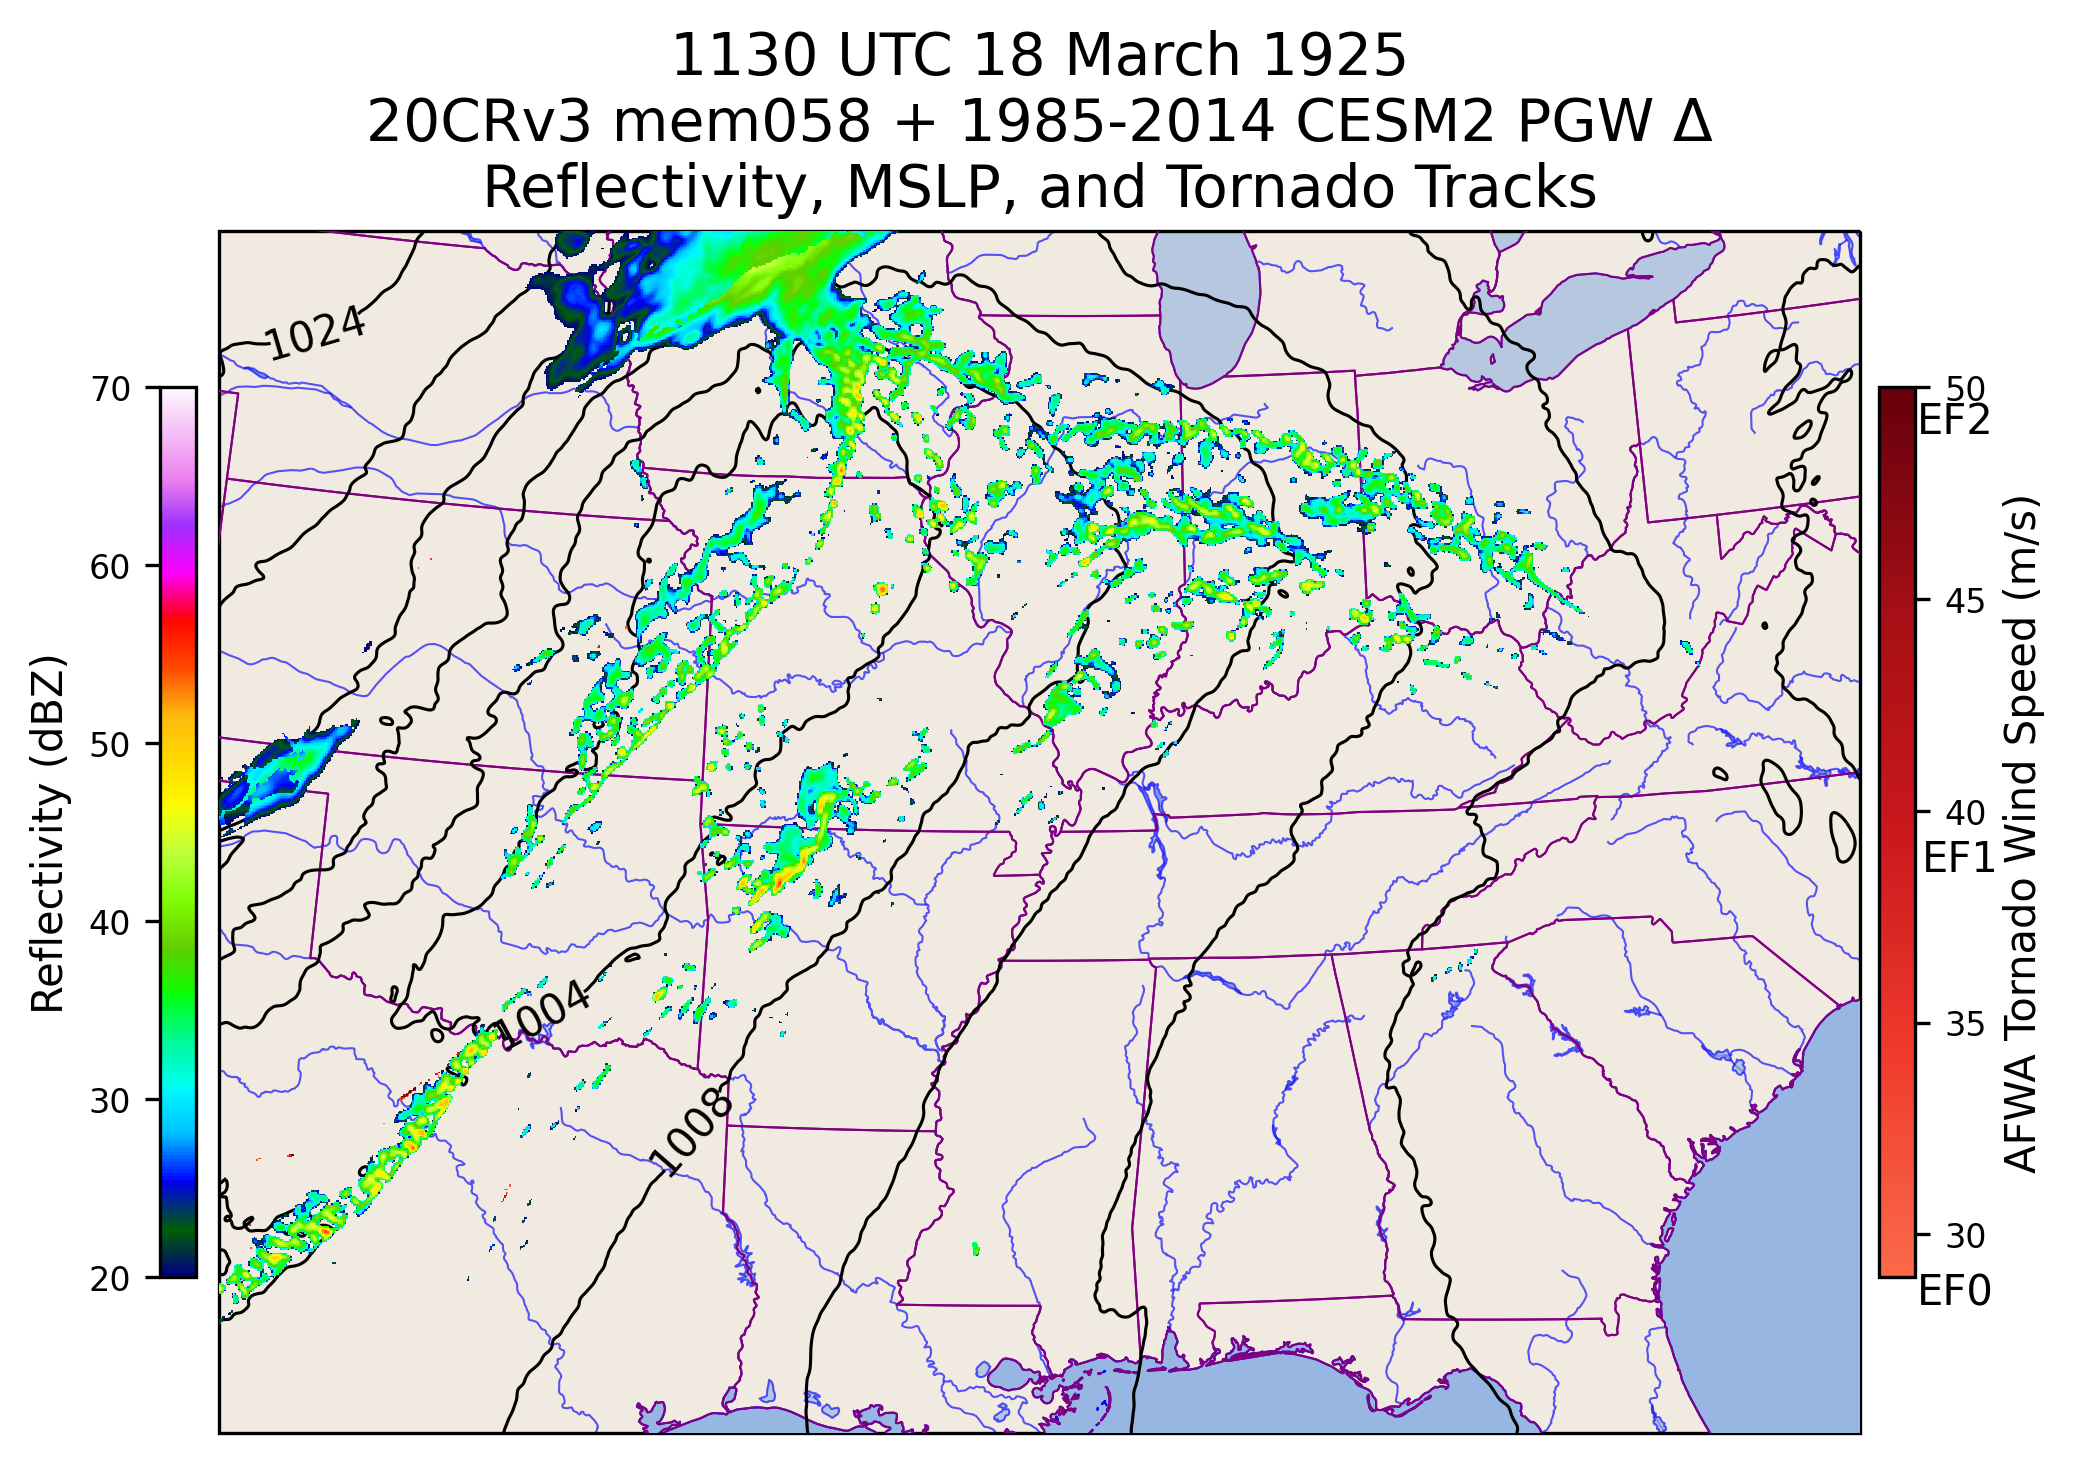 1130 UTC 18 March 1925
20CRv3 mem058 + 1985-2014 CESM2 PGW Δ
Reflectivity, MSLP, and Tornado Tracks
1024
1004
1008
70
60
50
40
30
20
Reflectivity (dBZ)
50
EF2
45
40
EF1
35
30
EF0
AFWA Tornado Wind Speed (m/s)